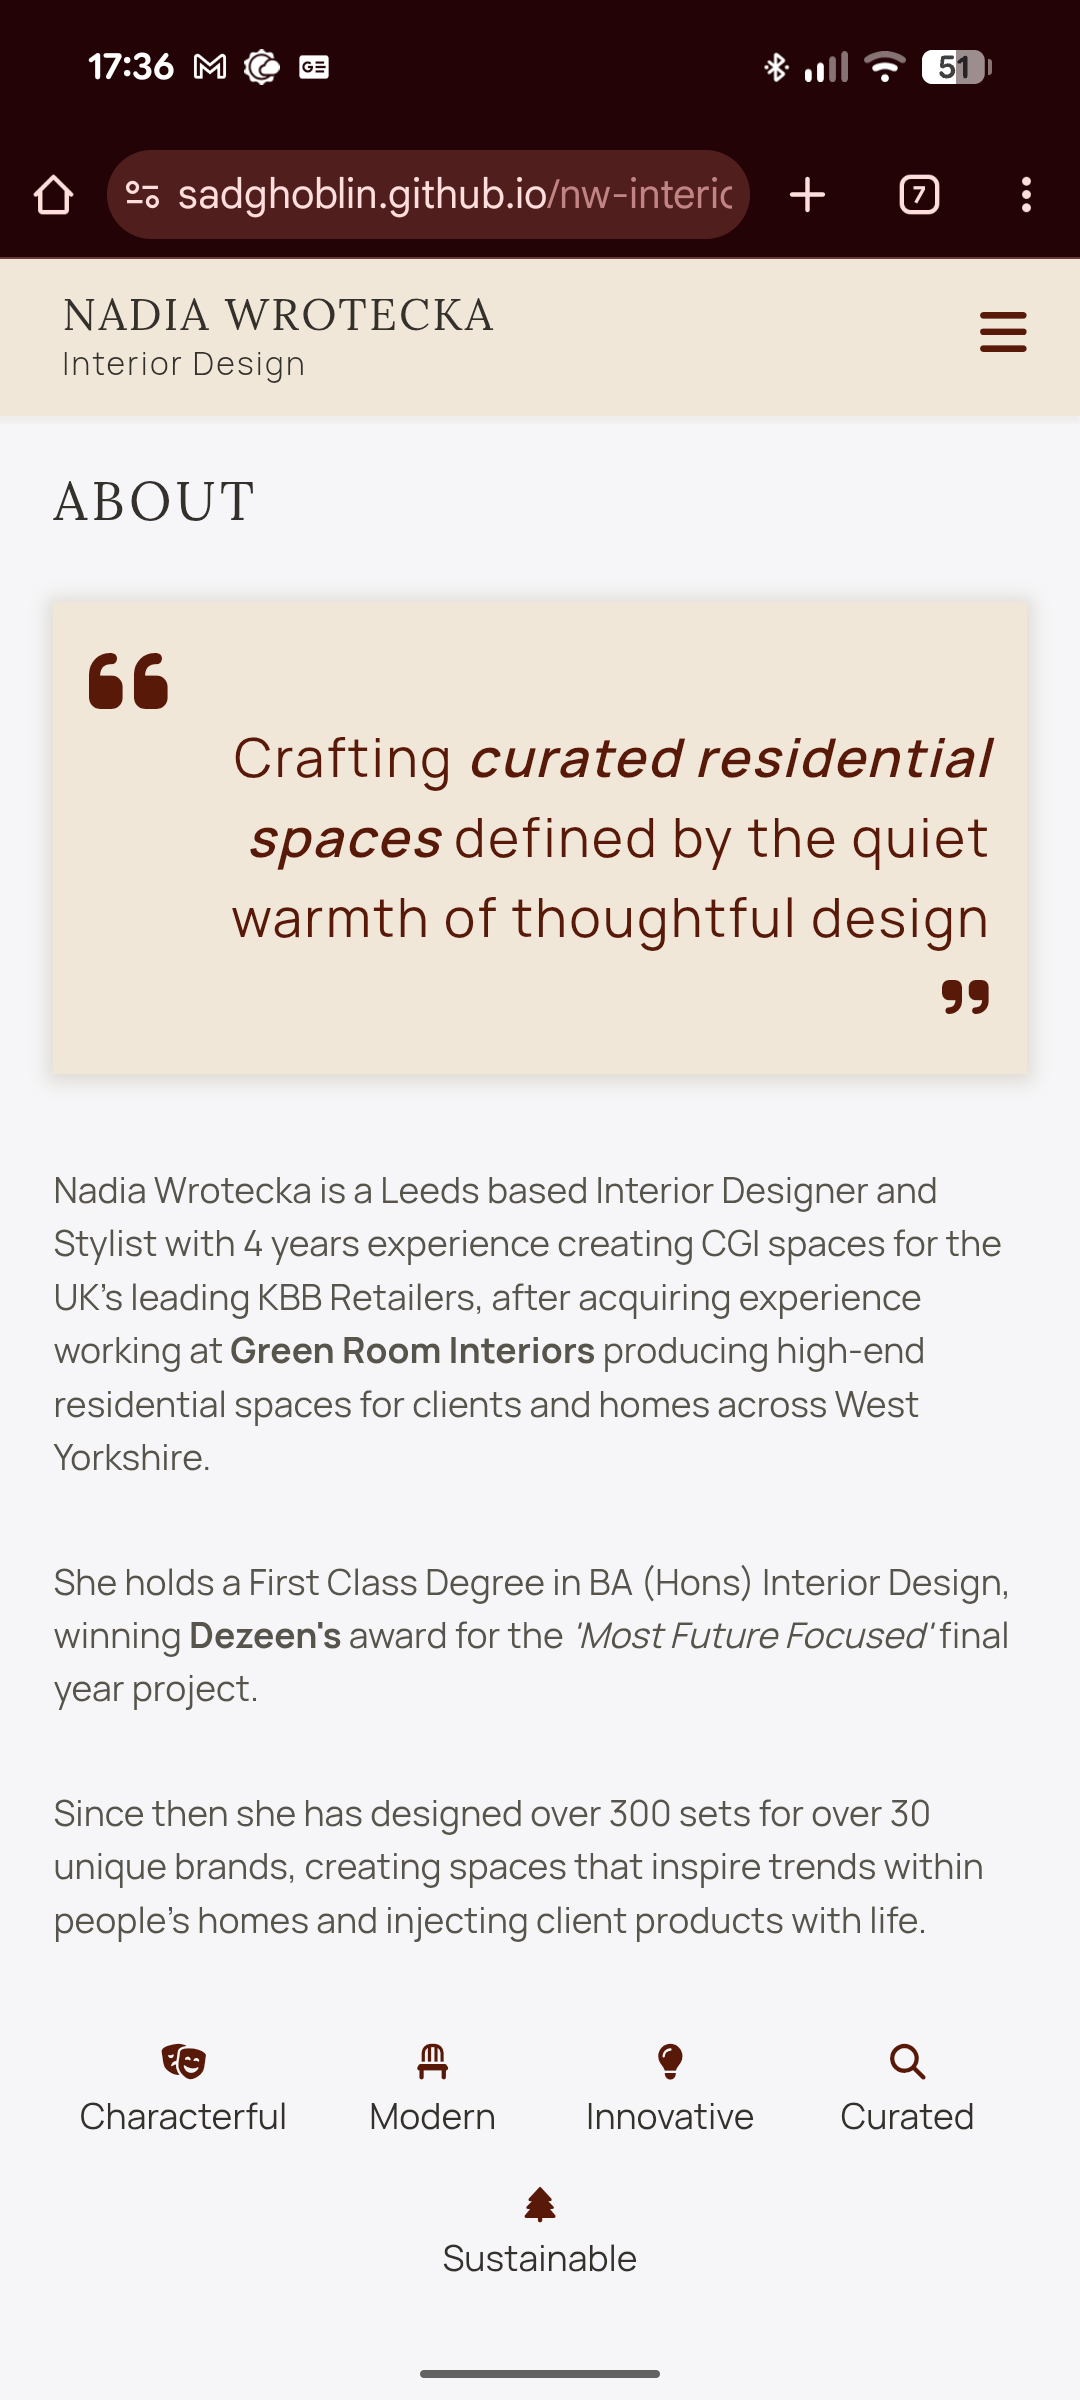 17:36
51
sadghoblin.github.io/nw-interic
7
NADIA WROTECKA
Interior Design
ABOUT
“
Crafting curated residential
spaces defined by the quiet
warmth of thoughtful design
”
Nadia Wrotecka is a Leeds based Interior Designer and
Stylist with 4 years experience creating CGI spaces for the
UK’s leading KBB Retailers, after acquiring experience
working at Green Room Interiors producing high-end
residential spaces for clients and homes across West
Yorkshire.
She holds a First Class Degree in BA (Hons) Interior Design,
winning Dezeen's award for the 'Most Future Focused' final
year project.
Since then she has designed over 300 sets for over 30
unique brands, creating spaces that inspire trends within
people’s homes and injecting client products with life.
Characterful Modern Innovative Curated
Sustainable